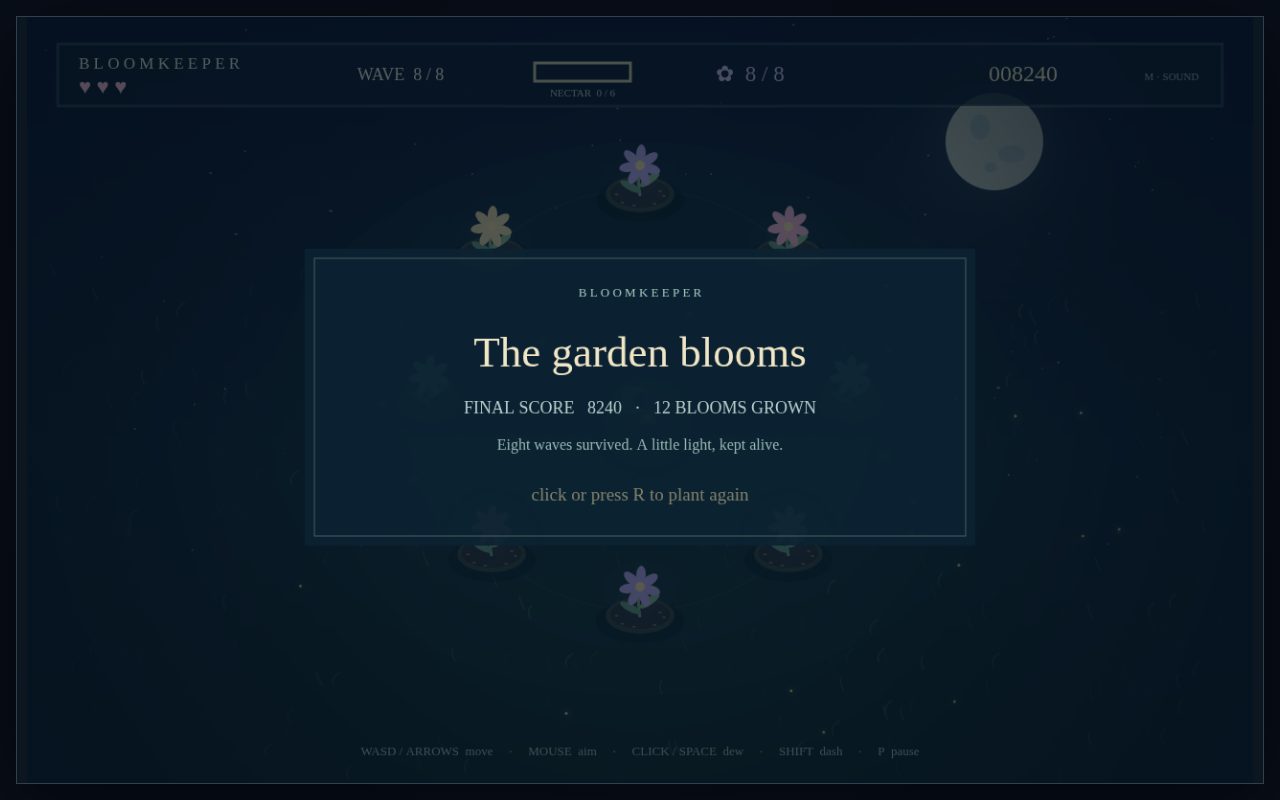 BLOOMKEEPER
♥ ♥ ♥
WAVE 8 / 8
NECTAR 0 / 6
✿ 8 / 8
008240
M · SOUND
BLOOMKEEPER
The garden blooms
FINAL SCORE 8240 · 12 BLOOMS GROWN
Eight waves survived. A little light, kept alive.
click or press R to plant again
WASD / ARROWS move · MOUSE aim · CLICK / SPACE dew · SHIFT dash · P pause